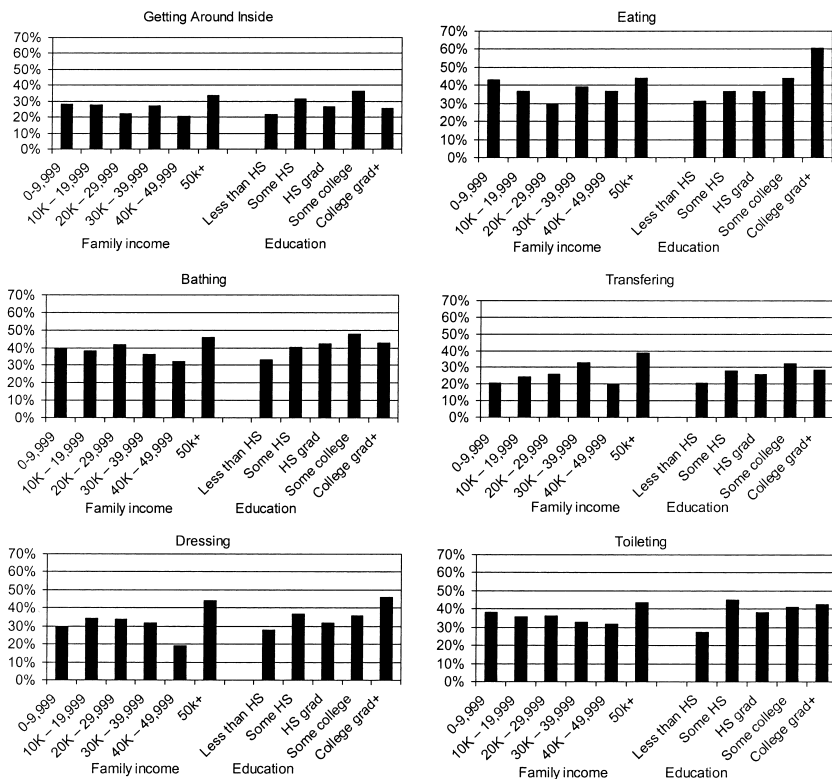 Getting Around Inside
70%
60%
50%
40%
30%
20%
10%
0%
0-9,999
10K – 19,999
20K – 29,999
30K – 39,999
40K – 49,999
50k+
Less than HS
Some HS
HS grad
Some college
College grad+
Family income
Education
Eating
70%
60%
50%
40%
30%
20%
10%
0%
0-9,999
10K – 19,999
20K – 29,999
30K – 39,999
40K – 49,999
50k+
Less than HS
Some HS
HS grad
Some college
College grad+
Family income
Education
Bathing
70%
60%
50%
40%
30%
20%
10%
0%
0-9,999
10K – 19,999
20K – 29,999
30K – 39,999
40K – 49,999
50k+
Less than HS
Some HS
HS grad
Some college
College grad+
Family income
Education
Transfering
70%
60%
50%
40%
30%
20%
10%
0%
0-9,999
10K – 19,999
20K – 29,999
30K – 39,999
40K – 49,999
50k+
Less than HS
Some HS
HS grad
Some college
College grad+
Family income
Education
Dressing
70%
60%
50%
40%
30%
20%
10%
0%
0-9,999
10K – 19,999
20K – 29,999
30K – 39,999
40K – 49,999
50k+
Less than HS
Some HS
HS grad
Some college
College grad+
Family income
Education
Toileting
70%
60%
50%
40%
30%
20%
10%
0%
0-9,999
10K – 19,999
20K – 29,999
30K – 39,999
40K – 49,999
50k+
Less than HS
Some HS
HS grad
Some college
College grad+
Family income
Education